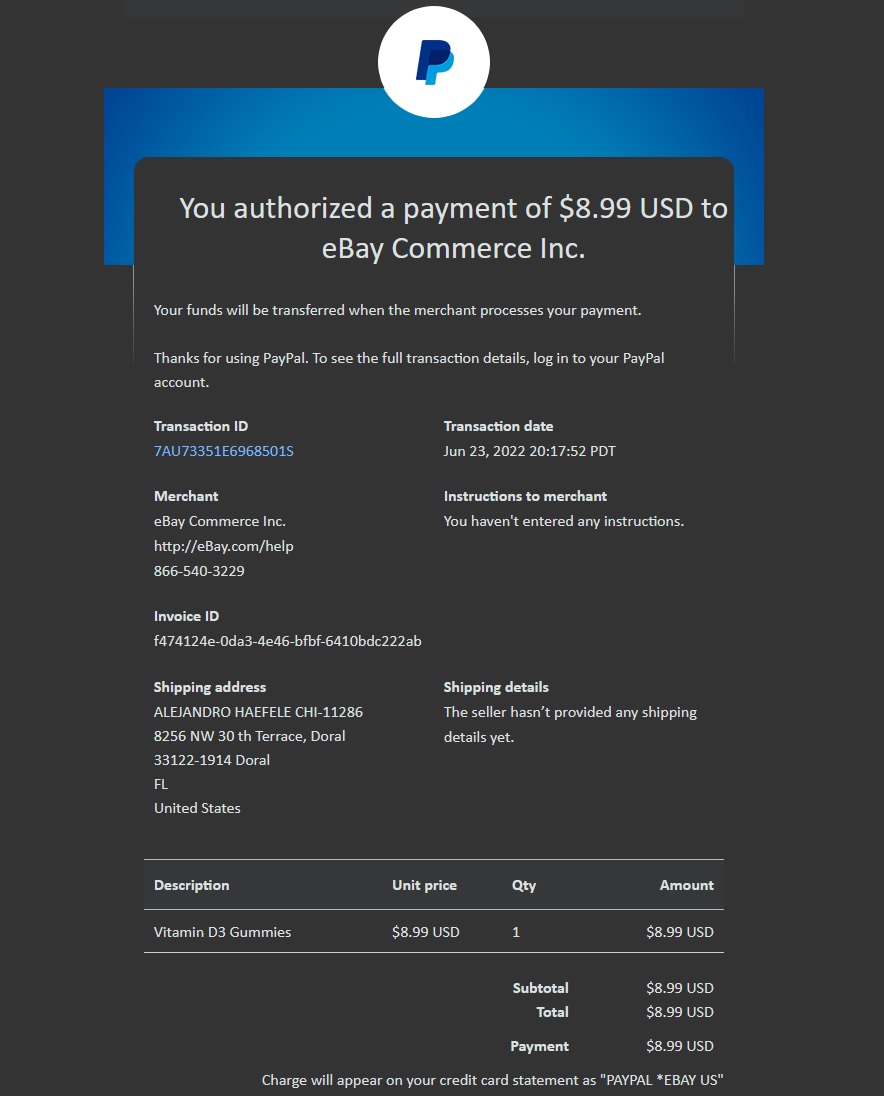 You authorized a payment of $8.99 USD to
eBay Commerce Inc.
Your funds will be transferred when the merchant processes your payment.
Thanks for using PayPal. To see the full transaction details, log in to your PayPal
account.
Transaction ID
7AU73351E6968501S
Transaction date
Jun 23, 2022 20:17:52 PDT
Merchant
eBay Commerce Inc.
http://eBay.com/help
866-540-3229
Instructions to merchant
You haven't entered any instructions.
Invoice ID
f474124e-0da3-4e46-bfbf-6410bdc222ab
Shipping address
ALEJANDRO HAEFELE CHI-11286
8256 NW 30 th Terrace, Doral
33122-1914 Doral
FL
United States
Shipping details
The seller hasn’t provided any shipping
details yet.
Description Unit price Qty Amount
Vitamin D3 Gummies $8.99 USD 1 $8.99 USD
Subtotal $8.99 USD
Total $8.99 USD
Payment $8.99 USD
Charge will appear on your credit card statement as "PAYPAL *EBAY US"